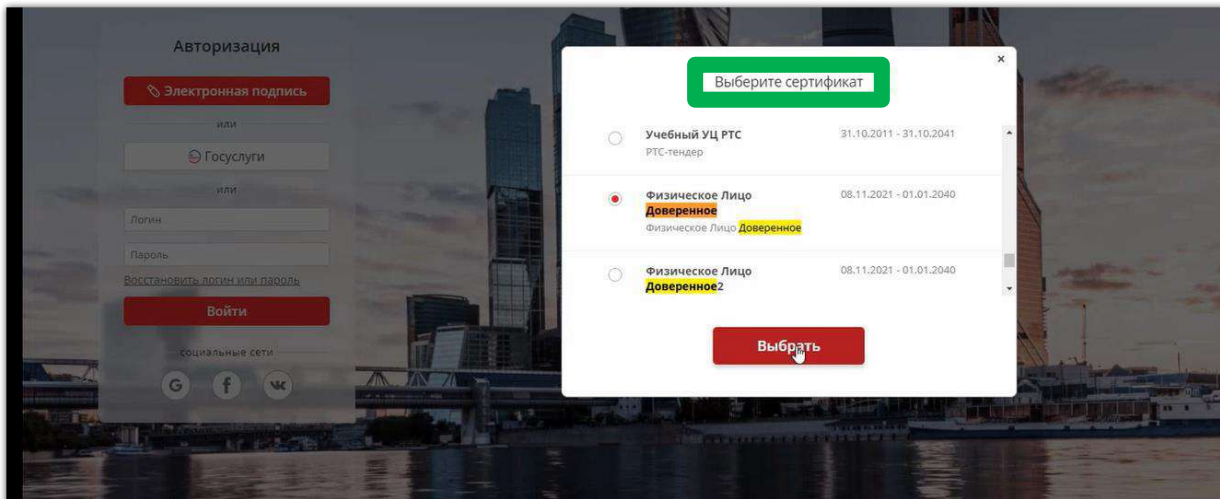 Авторизация
Электронная подпись
или
Госуслуги
или
Логин
Пароль
Восстановить логин или пароль
Войти
социальные сети
G f
×
Выберите сертификат
Учебный УЦ РТС 31.10.2011 - 31.10.2041
РТС-тендер
Физическое Лицо 08.11.2021 - 01.01.2040
Доверенное
Физическое Лицо Доверенное
Физическое Лицо 08.11.2021 - 01.01.2040
Доверенное2
Выбрать